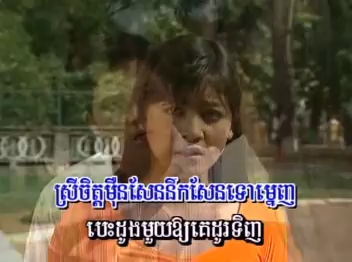 ស្រីចិត្តម៉ឺនសែននឹកសែនទោម្នេញ
បេះដូងមួយឱ្យគេដូរទិញ